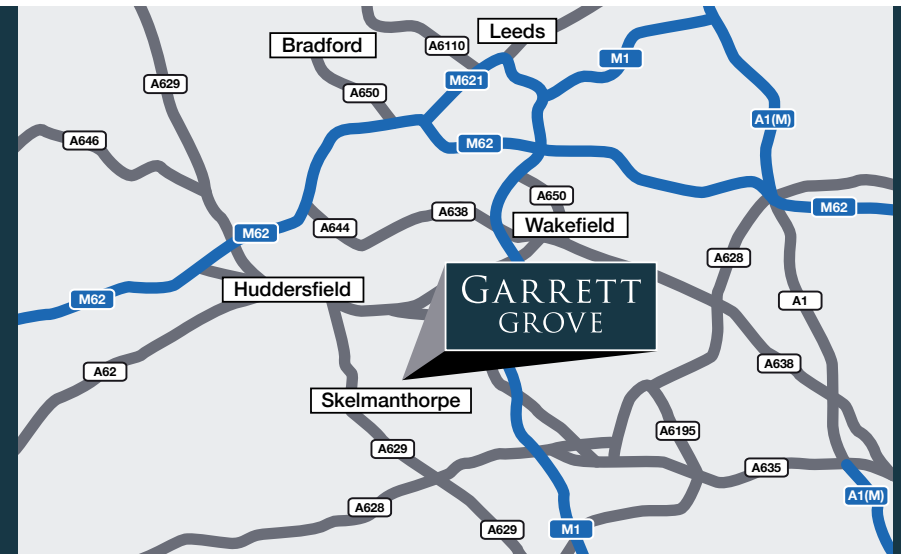 Leeds
Bradford
A6110
M1
M621
A629
A650
A1(M)
A646
M62
A650
A638
M62
Wakefield
A644
M62
A628
Huddersfield
GARRETT
GROVE
M62
A1
A638
A62
Skelmanthorpe
A6195
A629
A635
A1(M)
A628
A629
M1